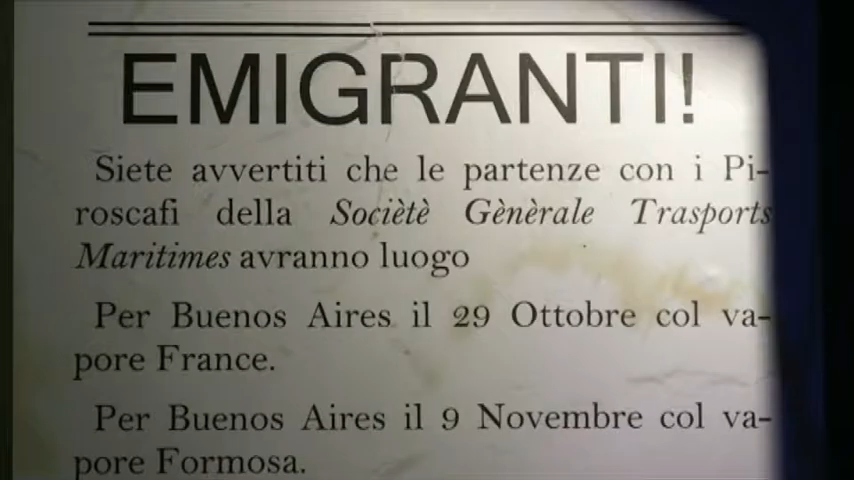 EMIGRANTI!
Siete avvertiti che le partenze con i Pi-
roscafi della Socìètè Gènèrale Trasports
Maritimes avranno luogo
Per Buenos Aires il 29 Ottobre col va-
pore France.
Per Buenos Aires il 9 Novembre col va-
pore Formosa.